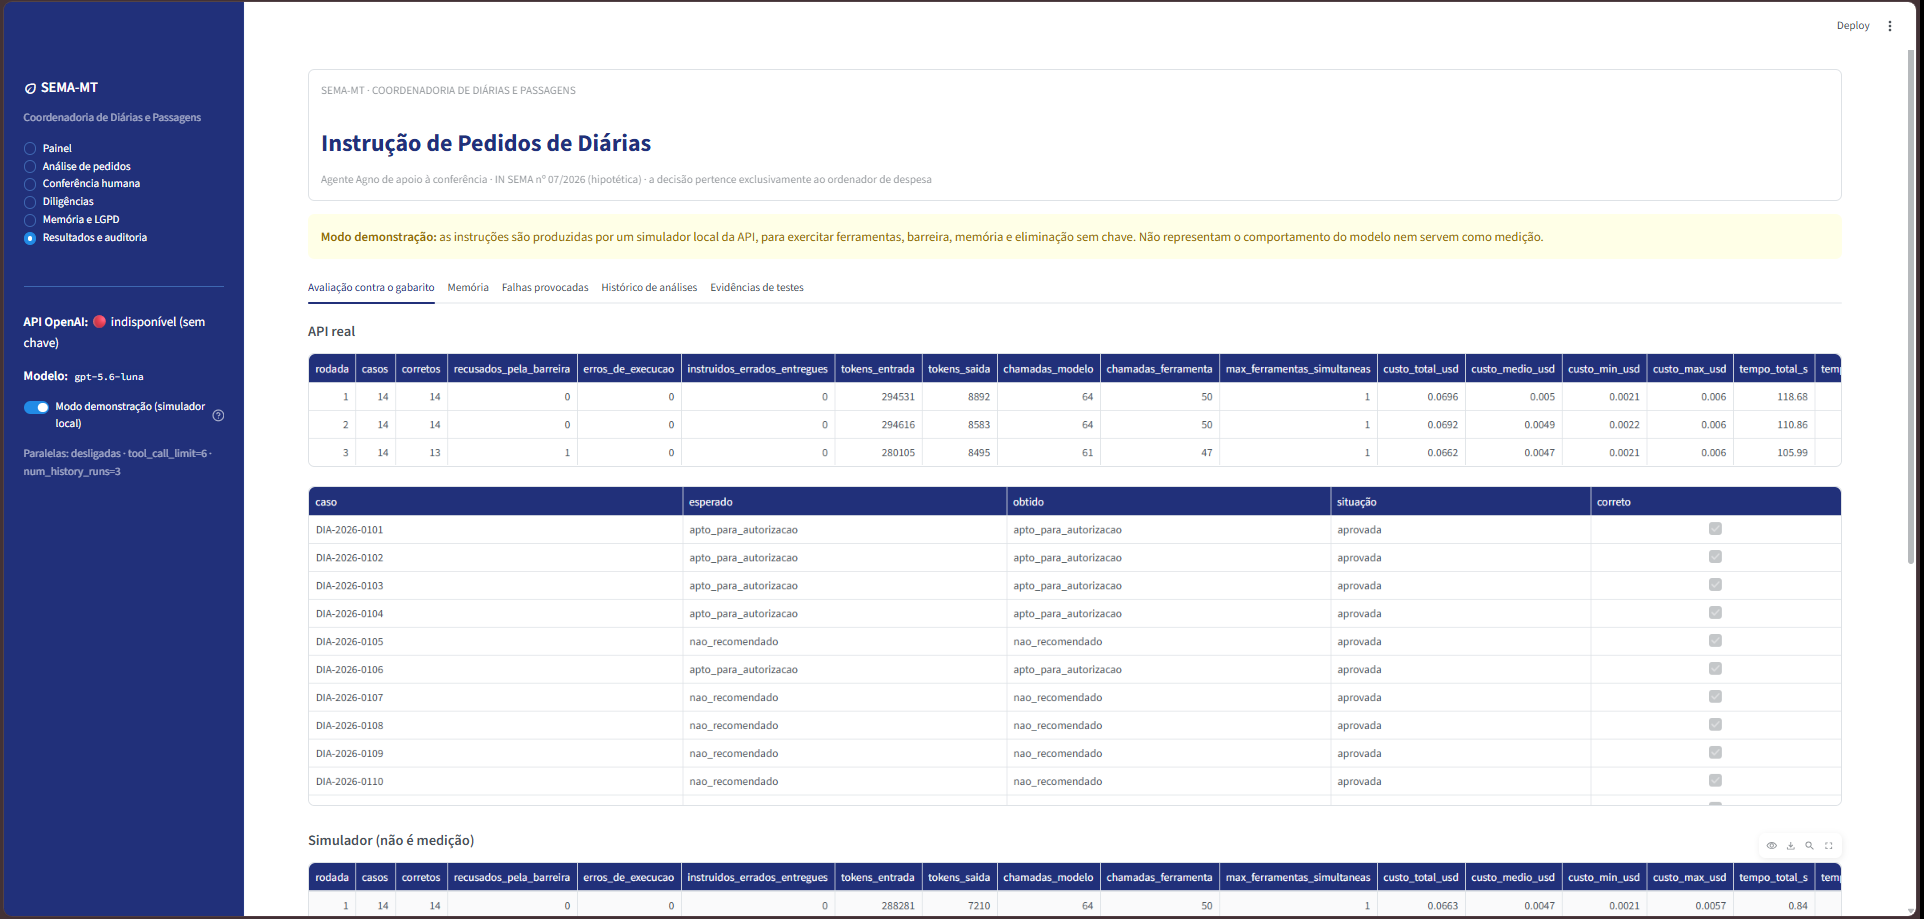 Deploy
SEMA-MT
Coordenadoria de Diárias e Passagens
Painel
Análise de pedidos
Conferência humana
Diligências
Memória e LGPD
Resultados e auditoria
API OpenAI: 🔴 indisponível (sem
chave)
Modelo: gpt-5.6-luna
Modo demonstração (simulador
local)
Paralelas: desligadas · tool_call_limit=6 ·
num_history_runs=3
SEMA-MT · COORDENADORIA DE DIÁRIAS E PASSAGENS
Instrução de Pedidos de Diárias
Agente Agno de apoio à conferência · IN SEMA nº 07/2026 (hipotética) · a decisão pertence exclusivamente ao ordenador de despesa
Modo demonstração: as instruções são produzidas por um simulador local da API, para exercitar ferramentas, barreira, memória e eliminação sem chave. Não representam o comportamento do modelo nem servem como medição.
Avaliação contra o gabarito Memória Falhas provocadas Histórico de análises Evidências de testes
API real
rodada casos corretos recusados_pela_barreira erros_de_execucao instruidos_errados_entregues tokens_entrada tokens_saida chamadas_modelo chamadas_ferramenta max_ferramentas_simultaneas custo_total_usd custo_medio_usd custo_min_usd custo_max_usd tempo_total_s
1 14 14 0 0 0 294531 8892 64 50 1 0.0696 0.005 0.0021 0.006 118.68
2 14 14 0 0 0 294616 8583 64 50 1 0.0692 0.0049 0.0022 0.006 110.86
3 14 13 1 0 0 280105 8495 61 47 1 0.0662 0.0047 0.0021 0.006 105.99
caso esperado obtido situação correto
DIA-2026-0101 apto_para_autorizacao apto_para_autorizacao aprovada
DIA-2026-0102 apto_para_autorizacao apto_para_autorizacao aprovada
DIA-2026-0103 apto_para_autorizacao apto_para_autorizacao aprovada
DIA-2026-0104 apto_para_autorizacao apto_para_autorizacao aprovada
DIA-2026-0105 nao_recomendado nao_recomendado aprovada
DIA-2026-0106 apto_para_autorizacao apto_para_autorizacao aprovada
DIA-2026-0107 nao_recomendado nao_recomendado aprovada
DIA-2026-0108 nao_recomendado nao_recomendado aprovada
DIA-2026-0109 nao_recomendado nao_recomendado aprovada
DIA-2026-0110 nao_recomendado nao_recomendado aprovada
Simulador (não é medição)
rodada casos corretos recusados_pela_barreira erros_de_execucao instruidos_errados_entregues tokens_entrada tokens_saida chamadas_modelo chamadas_ferramenta max_ferramentas_simultaneas custo_total_usd custo_medio_usd custo_min_usd custo_max_usd tempo_total_s
1 14 14 0 0 0 288281 7210 64 50 1 0.0663 0.0047 0.0021 0.0057 0.84